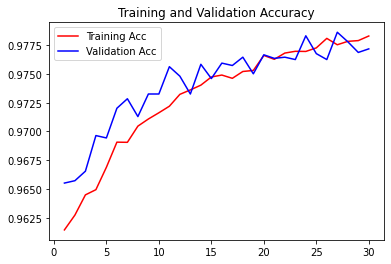 Training and Validation Accuracy
Training Acc
Validation Acc
0.9775
0.9750
0.9725
0.9700
0.9675
0.9650
0.9625
0 5 10 15 20 25 30